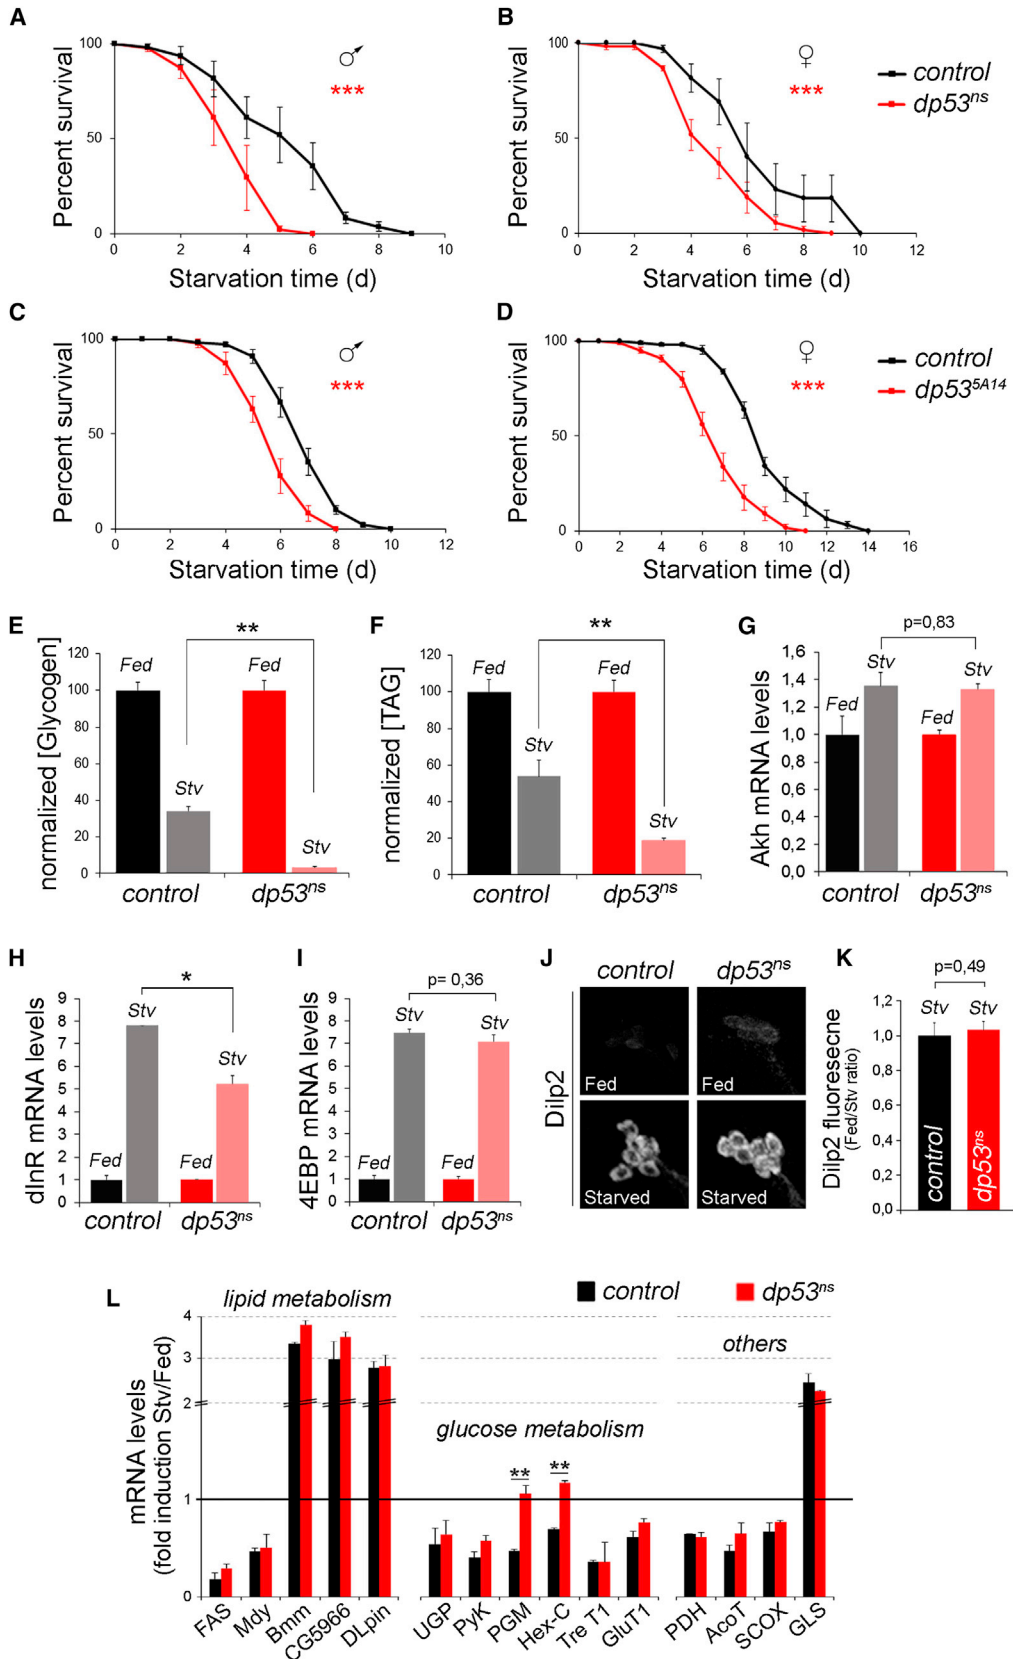 A
100
50
0
Percent survival
♂
***
0 2 4 6 8 10
Starvation time (d)
B
100
50
0
Percent survival
♀
***
0 2 4 6 8 10 12
Starvation time (d)
control
dp53ns
C
100
50
0
Percent survival
♂
***
0 2 4 6 8 10 12
Starvation time (d)
D
100
50
0
Percent survival
♀
***
0 2 4 6 8 10 12 14 16
Starvation time (d)
control
dp535A14
E
normalized [Glycogen]
120
100
80
60
40
20
0
**
Fed
Stv
Fed
Stv
control dp53ns
F
normalized [TAG]
120
100
80
60
40
20
0
**
Fed
Stv
Fed
Stv
control dp53ns
G
Akh mRNA levels
1,6
1,4
1,2
1,0
0,8
0,6
0,4
0,2
0,0
p=0,83
Fed
Stv
Fed
Stv
control dp53ns
H
dInR mRNA levels
9
8
7
6
5
4
3
2
1
0
*
Fed
Stv
Fed
Stv
control dp53ns
I
4EBP mRNA levels
9
8
7
6
5
4
3
2
1
0
p= 0,36
Fed
Stv
Fed
Stv
control dp53ns
J
control dp53ns
Dilp2
Fed Fed
Starved Starved
K
Dilp2 fluoresecne
(Fed/Stv ratio)
1,2
1,0
0,8
0,6
0,4
0,2
0,0
p=0,49
Stv Stv
control
dp53ns
L
control dp53ns
lipid metabolism
glucose metabolism
others
mRNA levels
(fold induction Stv/Fed)
4
3
2
1
0
** **
FAS Mdy Bmm CG5966 DLpin UGP PyK PGM Hex-C Tre T1 GluT1 PDH AcoT SCOX GLS